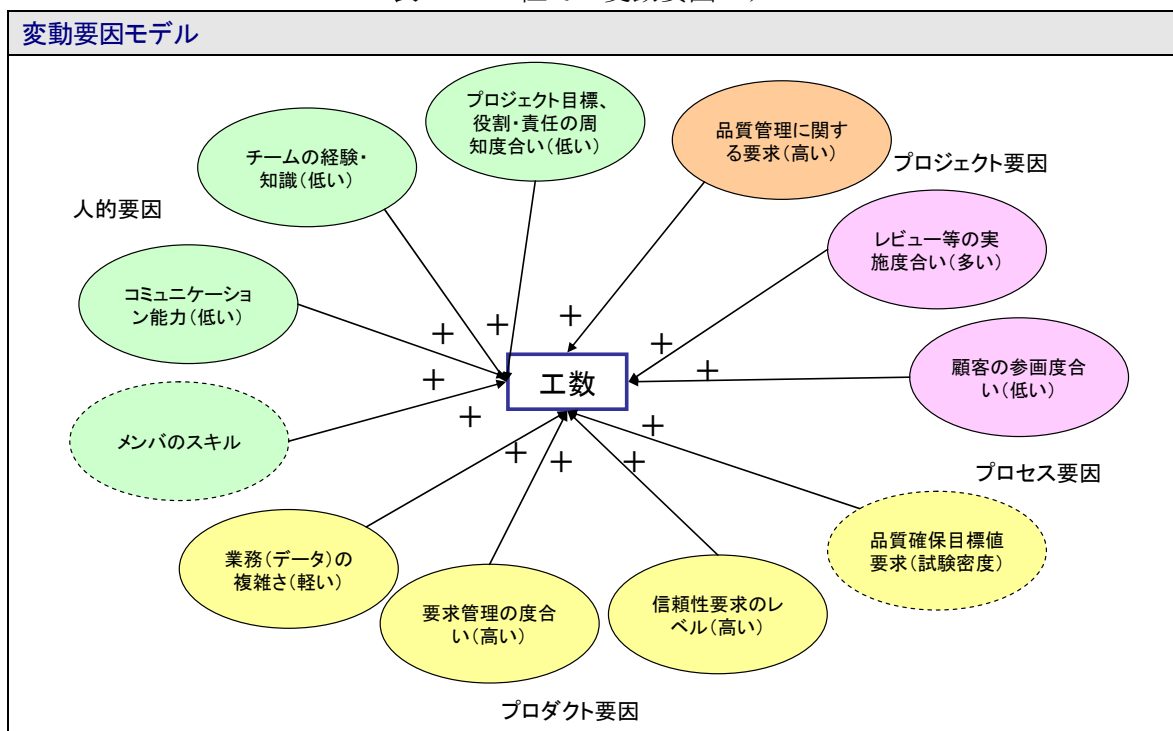 変動要因モデル
プロジェクト目標、
役割・責任の周
知度合い(低い)
品質管理に関す
る要求(高い)
プロジェクト要因
チームの経験・
知識(低い)
人的要因
レビュー等の実
施度合い(多い)
コミュニケーショ
ン能力(低い)
顧客の参画度合
い(低い)
プロセス要因
メンバのスキル
工数
+
+
+
+
+
+
+
+
+
+
+
業務(データ)の
複雑さ(軽い)
要求管理の度合
い(高い)
信頼性要求のレ
ベル(高い)
品質確保目標値
要求(試験密度)
プロダクト要因